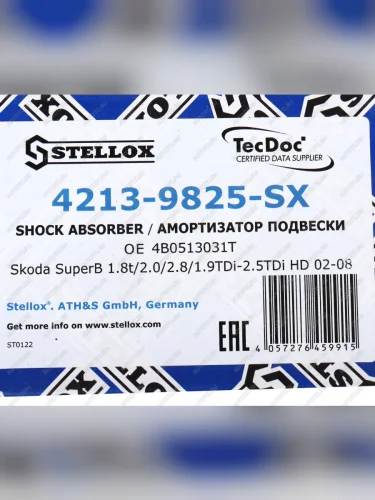 STELLOX
TecDoc
CERTIFIED DATA SUPPLIER
4213-9825-SX
SHOCK ABSORBER / АМОРТИЗАТОР ПОДВЕСКИ
OE 4B0513031T
Skoda SuperB 1.8t/2.0/2.8/1.9TDi-2.5TDi HD 02-08
Stellox®. ATH&S GmbH, Germany
Get more info on www.stellox.com
ST0122
EAC
4 057276 459915